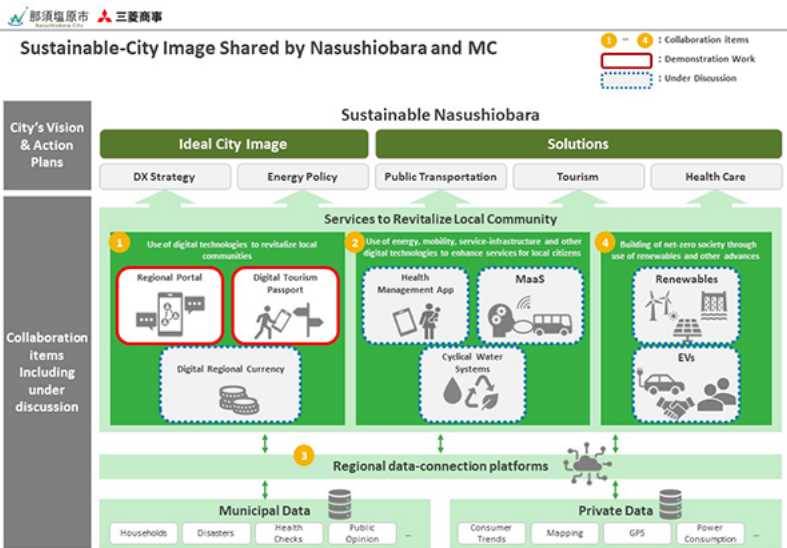 那須塩原市
Nasushiobara City
三菱商事
Sustainable-City Image Shared by Nasushiobara and MC
1 – 4 : Collaboration items
: Demonstration Work
: Under Discussion
City's Vision
& Action
Plans
Sustainable Nasushiobara
Ideal City Image
Solutions
DX Strategy
Energy Policy
Public Transportation
Tourism
Health Care
Collaboration
items
Including
under
discussion
Services to Revitalize Local Community
1
Use of digital technologies to revitalize local
communities
Regional Portal
Digital Tourism
Passport
Digital Regional Currency
2
Use of energy, mobility, service-infrastructure and other
digital technologies to enhance services for local citizens
Health
Management App
MaaS
Cyclical Water
Systems
4
Building of net-zero society through
use of renewables and other advances
Renewables
EVs
3
Regional data-connection platforms
Municipal Data
Households
Disasters
Health
Checks
Public
Opinion
...
Private Data
Consumer
Trends
Mapping
GPS
Power
Consumption
...